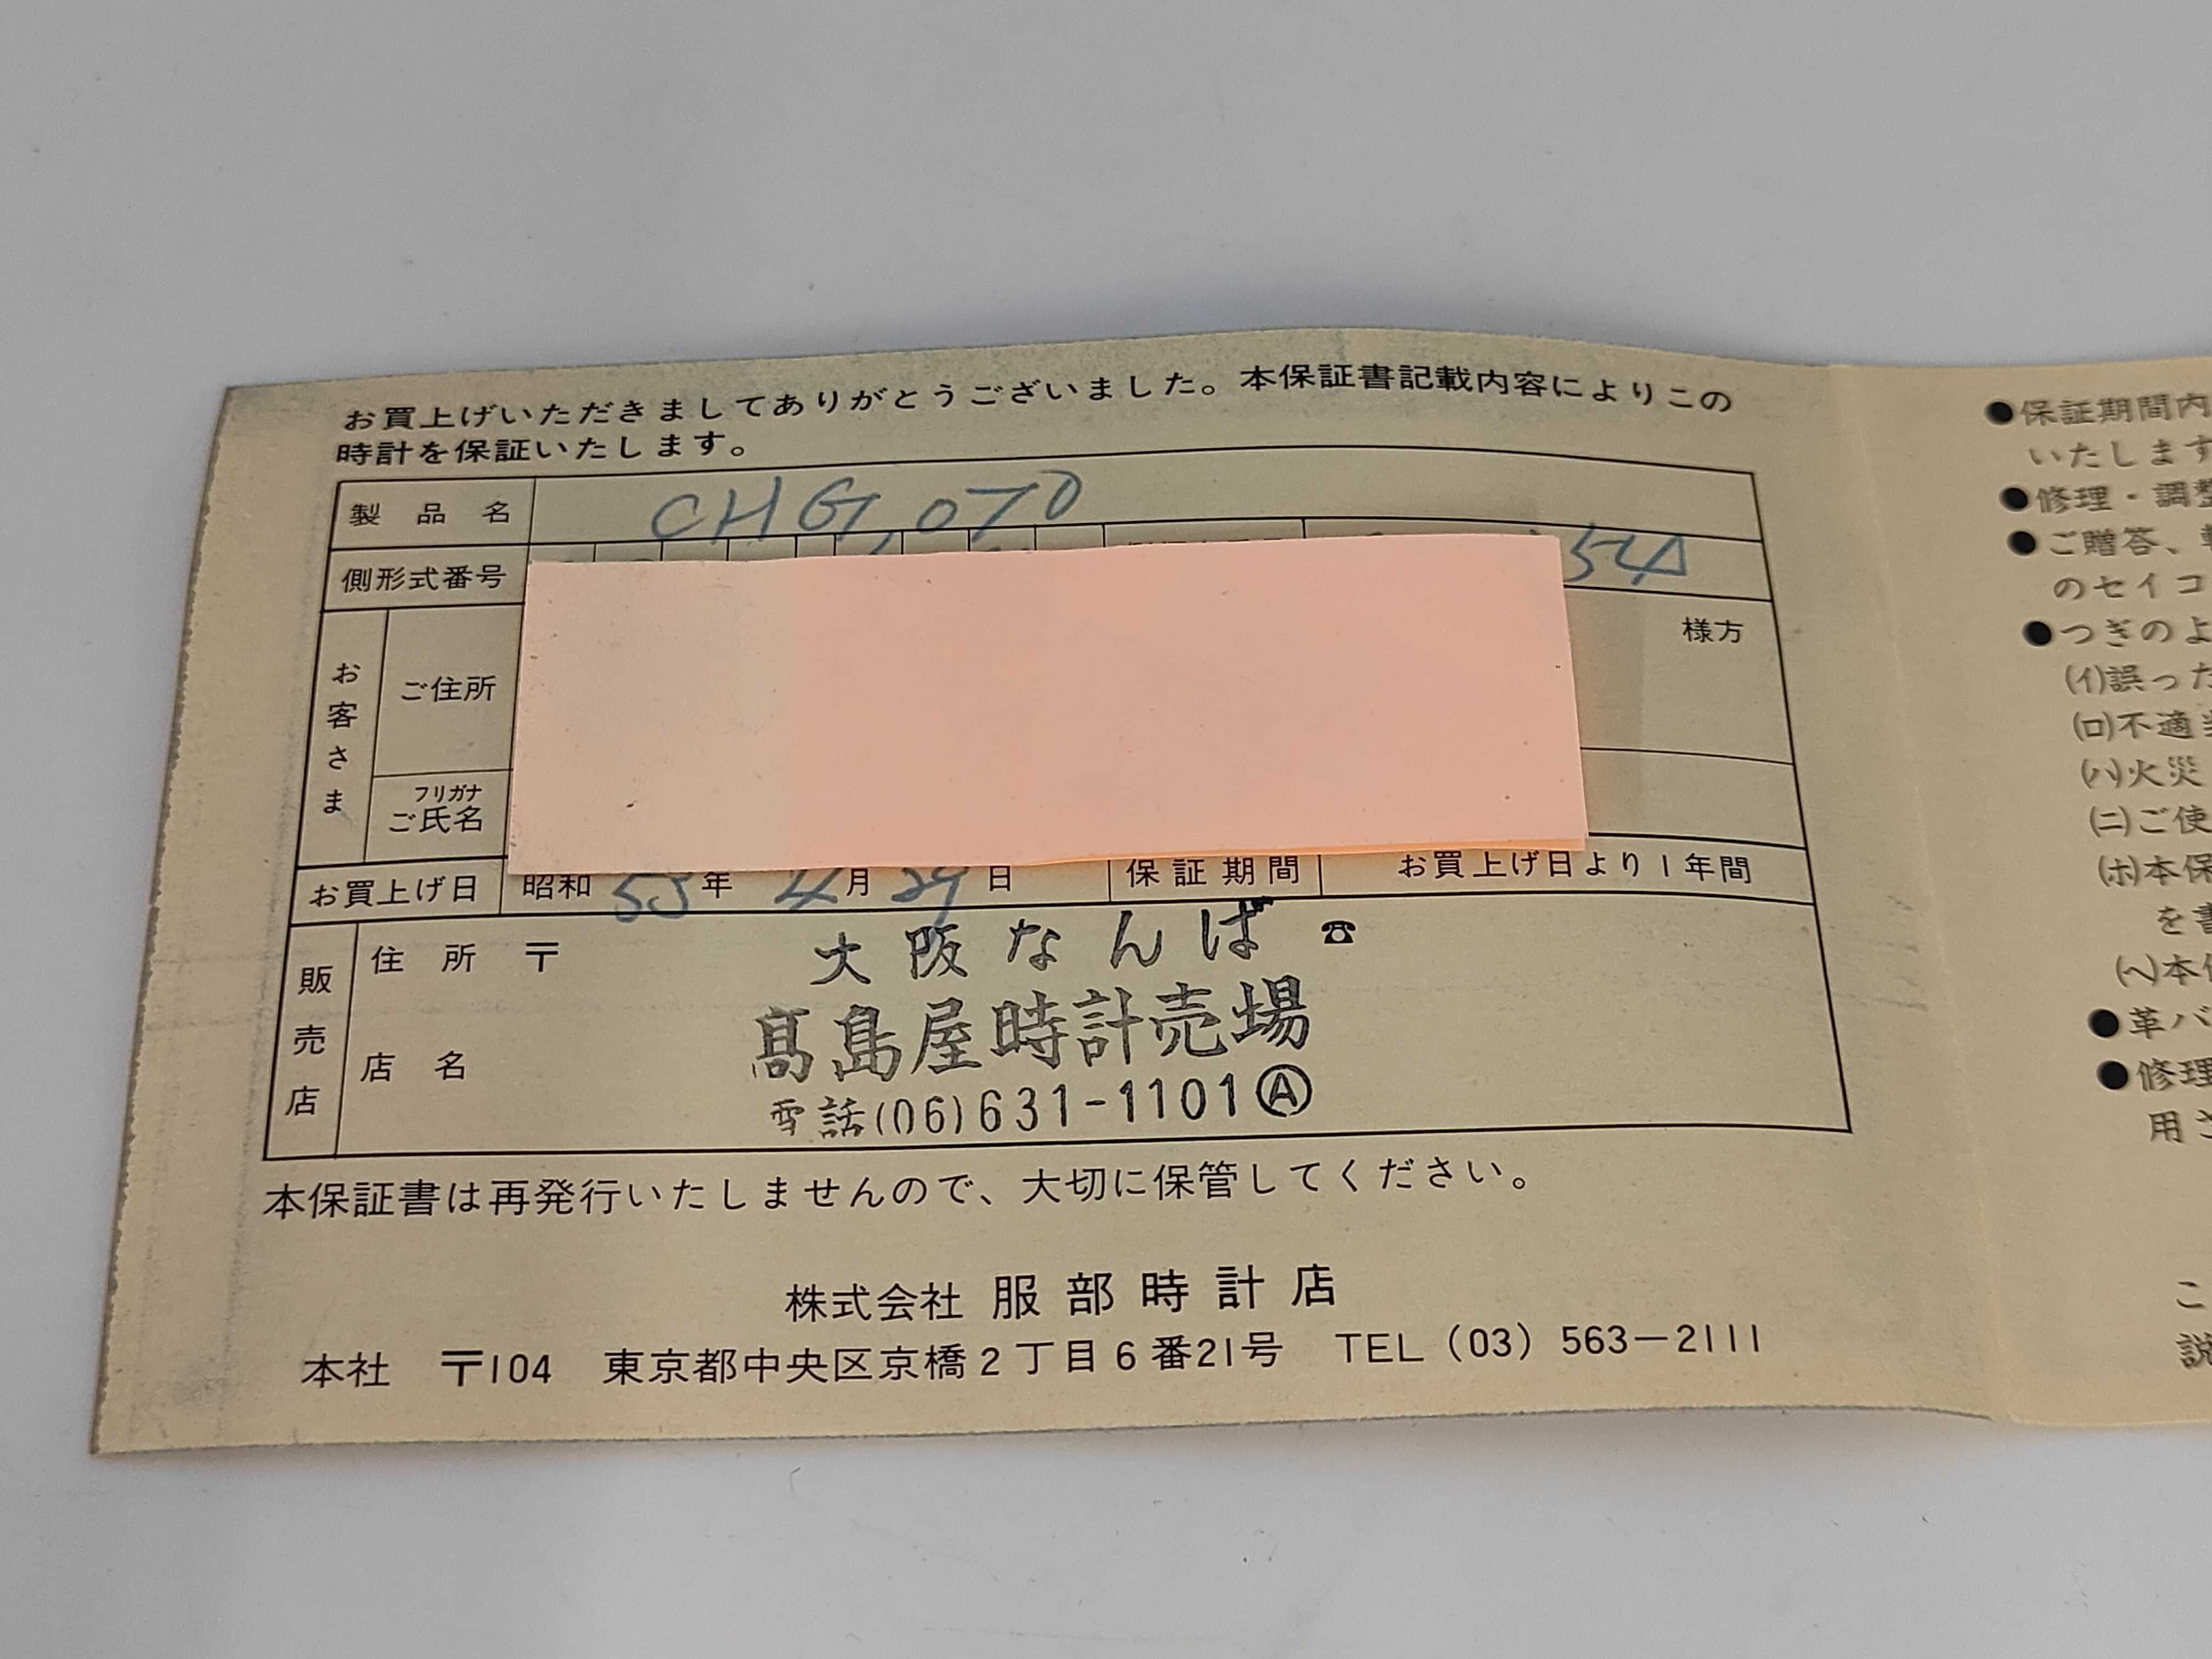 お買上げいただきましてありがとうございました。本保証書記載内容によりこの
時計を保証いたします。
製品名 CHG,070
側形式番号 54A
お客さま
ご住所 様方
フリガナ
ご氏名
お買上げ日 昭和 53 年 4 月 29 日 保証期間 お買上げ日より1年間
販売店
住所 〒 大阪なんば ☎
店名 髙島屋時計売場
電話(06)631-1101Ⓐ
本保証書は再発行いたしませんので、大切に保管してください。
株式会社 服部時計店
本社 〒104 東京都中央区京橋2丁目6番21号 TEL (03) 563-2111
●保証期間内
いたします
●修理・調整
●ご贈答、
のセイコ
●つぎのよ
(イ)誤った
(ロ)不適当
(ハ)火災
(ニ)ご使
(ホ)本保
を書
(ヘ)本保
●革バ
●修理
用さ
こ
説